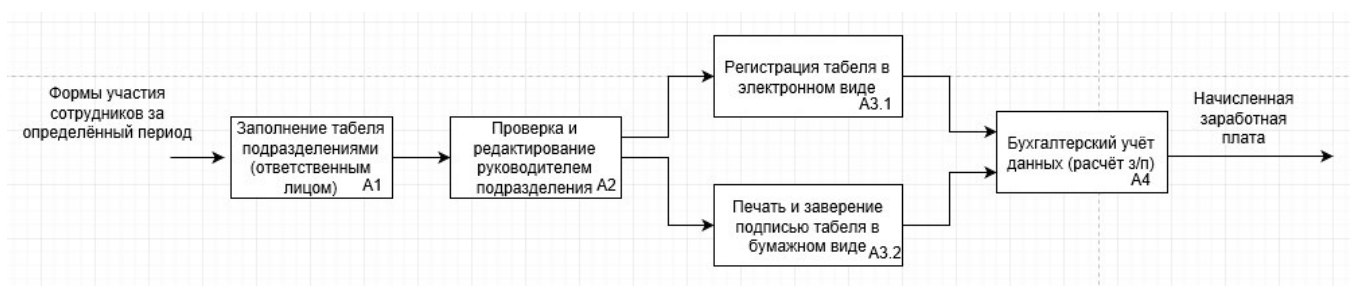 Формы участия
сотрудников за
определённый период
Заполнение табеля
подразделениями
(ответственным
лицом)
A1
Проверка и
редактирование
руководителем
подразделения
A2
Регистрация табеля в
электронном виде
A3.1
Печать и заверение
подписью табеля в
бумажном виде
A3.2
Бухгалтерский учёт
данных (расчёт з/п)
A4
Начисленная
заработная
плата